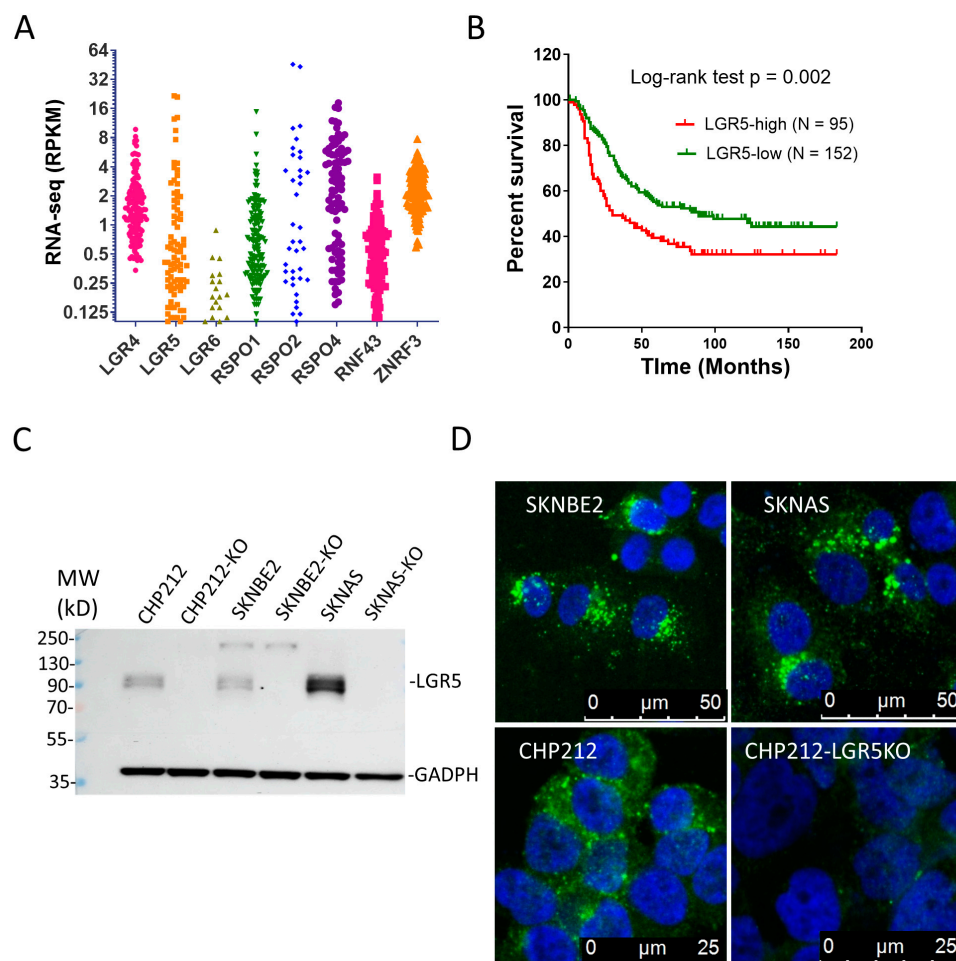 A
64
32
16
8
4
2
1
0.5
0.25
0.125
RNA-seq (RPKM)
LGR4
LGR5
LGR6
RSPO1
RSPO2
RSPO4
RNF43
ZNRF3
B
120
100
80
60
40
20
0
Percent survival
Log-rank test p = 0.002
LGR5-high (N = 95)
LGR5-low (N = 152)
0 50 100 150 200
TIme (Months)
C
MW
(kD)
CHP212
CHP212-KO
SKNBE2
SKNBE2-KO
SKNAS
SKNAS-KO
250-
130-
90-
70-
55-
35-
-LGR5
-GADPH
D
SKNBE2
0 µm 50
SKNAS
0 µm 50
CHP212
0 µm 25
CHP212-LGR5KO
0 µm 25